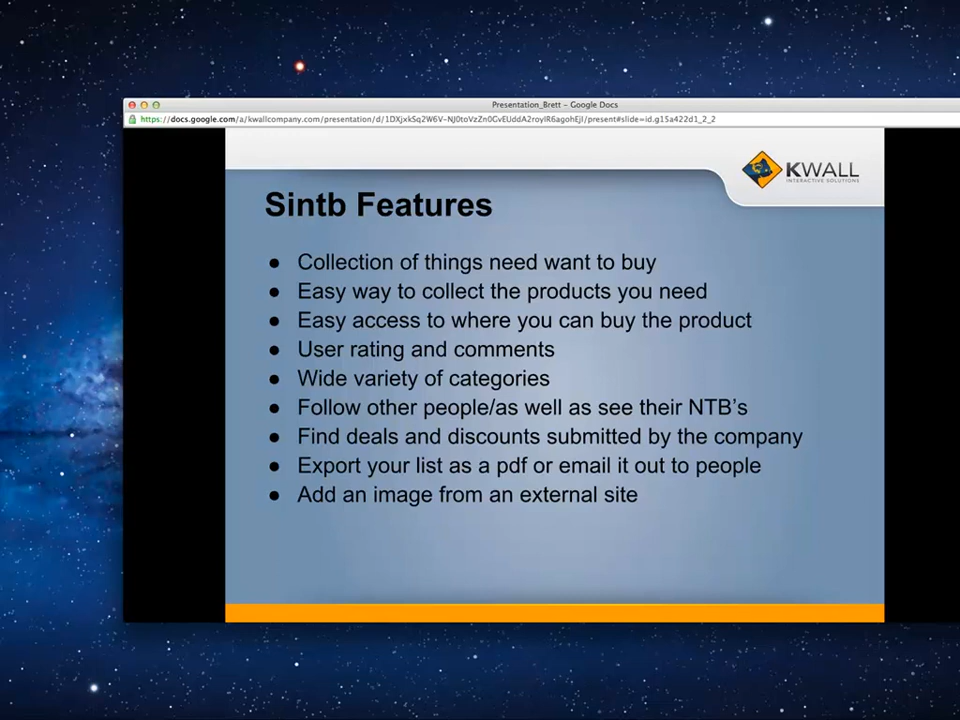 Presentation_Brett – Google Docs
https://docs.google.com/a/kwallcompany.com/presentation/d/1DXjxkSq2W6V-NJ0toVzZn0GvEUddA2royIR6agohEjI/present#slide=id.g15a422d1_2_2
KWALL
INTERACTIVE SOLUTIONS
Sintb Features
● Collection of things need want to buy
● Easy way to collect the products you need
● Easy access to where you can buy the product
● User rating and comments
● Wide variety of categories
● Follow other people/as well as see their NTB's
● Find deals and discounts submitted by the company
● Export your list as a pdf or email it out to people
● Add an image from an external site